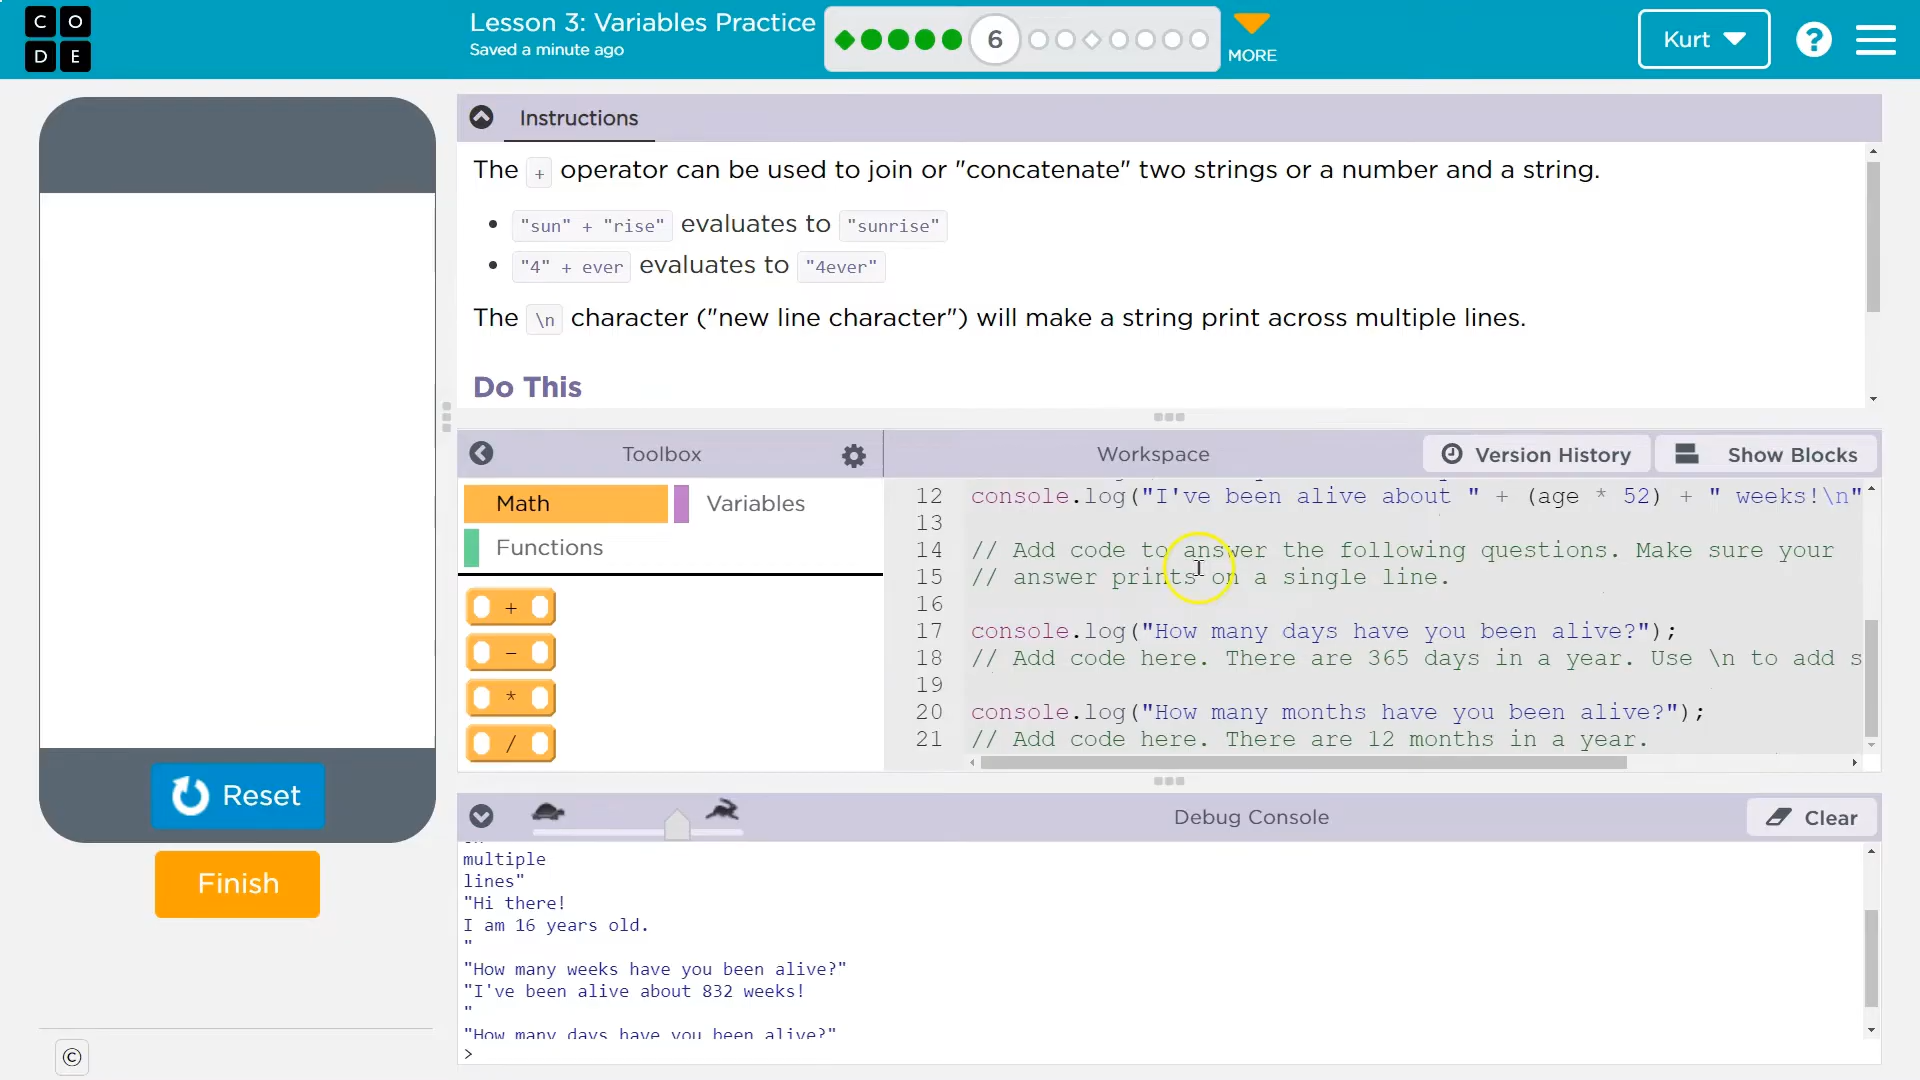 C O
D E
Lesson 3: Variables Practice
Saved a minute ago
6
MORE
Kurt
?
Instructions
The + operator can be used to join or "concatenate" two strings or a number and a string.
"sun" + "rise" evaluates to "sunrise"
"4" + ever evaluates to "4ever"
The \n character ("new line character") will make a string print across multiple lines.
Do This
Toolbox
Workspace
Version History
Show Blocks
Math
Variables
Functions
+
-
*
/
12 console.log("I've been alive about " + (age * 52) + " weeks!\n"
13
14 // Add code to answer the following questions. Make sure your
15 // answer prints on a single line.
16
17 console.log("How many days have you been alive?");
18 // Add code here. There are 365 days in a year. Use \n to add s
19
20 console.log("How many months have you been alive?");
21 // Add code here. There are 12 months in a year.
Reset
Finish
Debug Console
Clear
multiple
lines"
"Hi there!
I am 16 years old.
"
"How many weeks have you been alive?"
"I've been alive about 832 weeks!
"
"How many days have you been alive?"
>
©